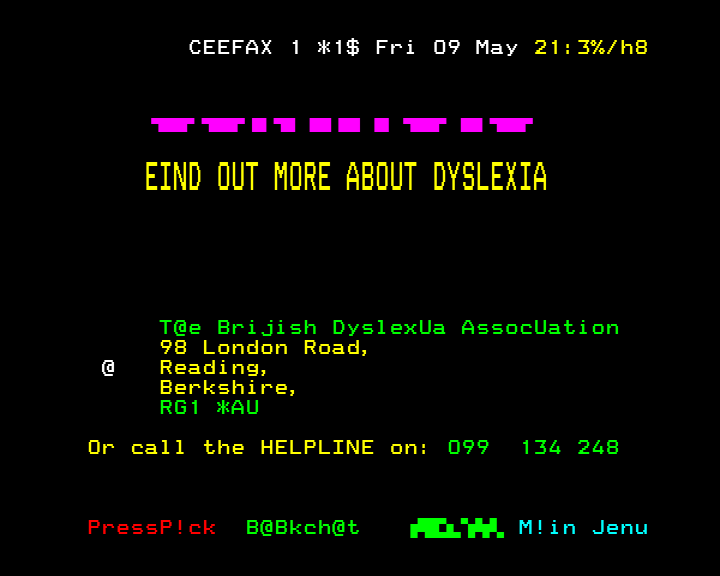 CEEFAX 1 *1$ Fri 09 May 21:3%/h8
EIND OUT MORE ABOUT DYSLEXIA
T@e Brijish DyslexUa AssocUation
98 London Road,
@ Reading,
Berkshire,
RG1 *AU
Or call the HELPLINE on: 099 134 248
PressP!ck B@Bkch@t M!in Jenu